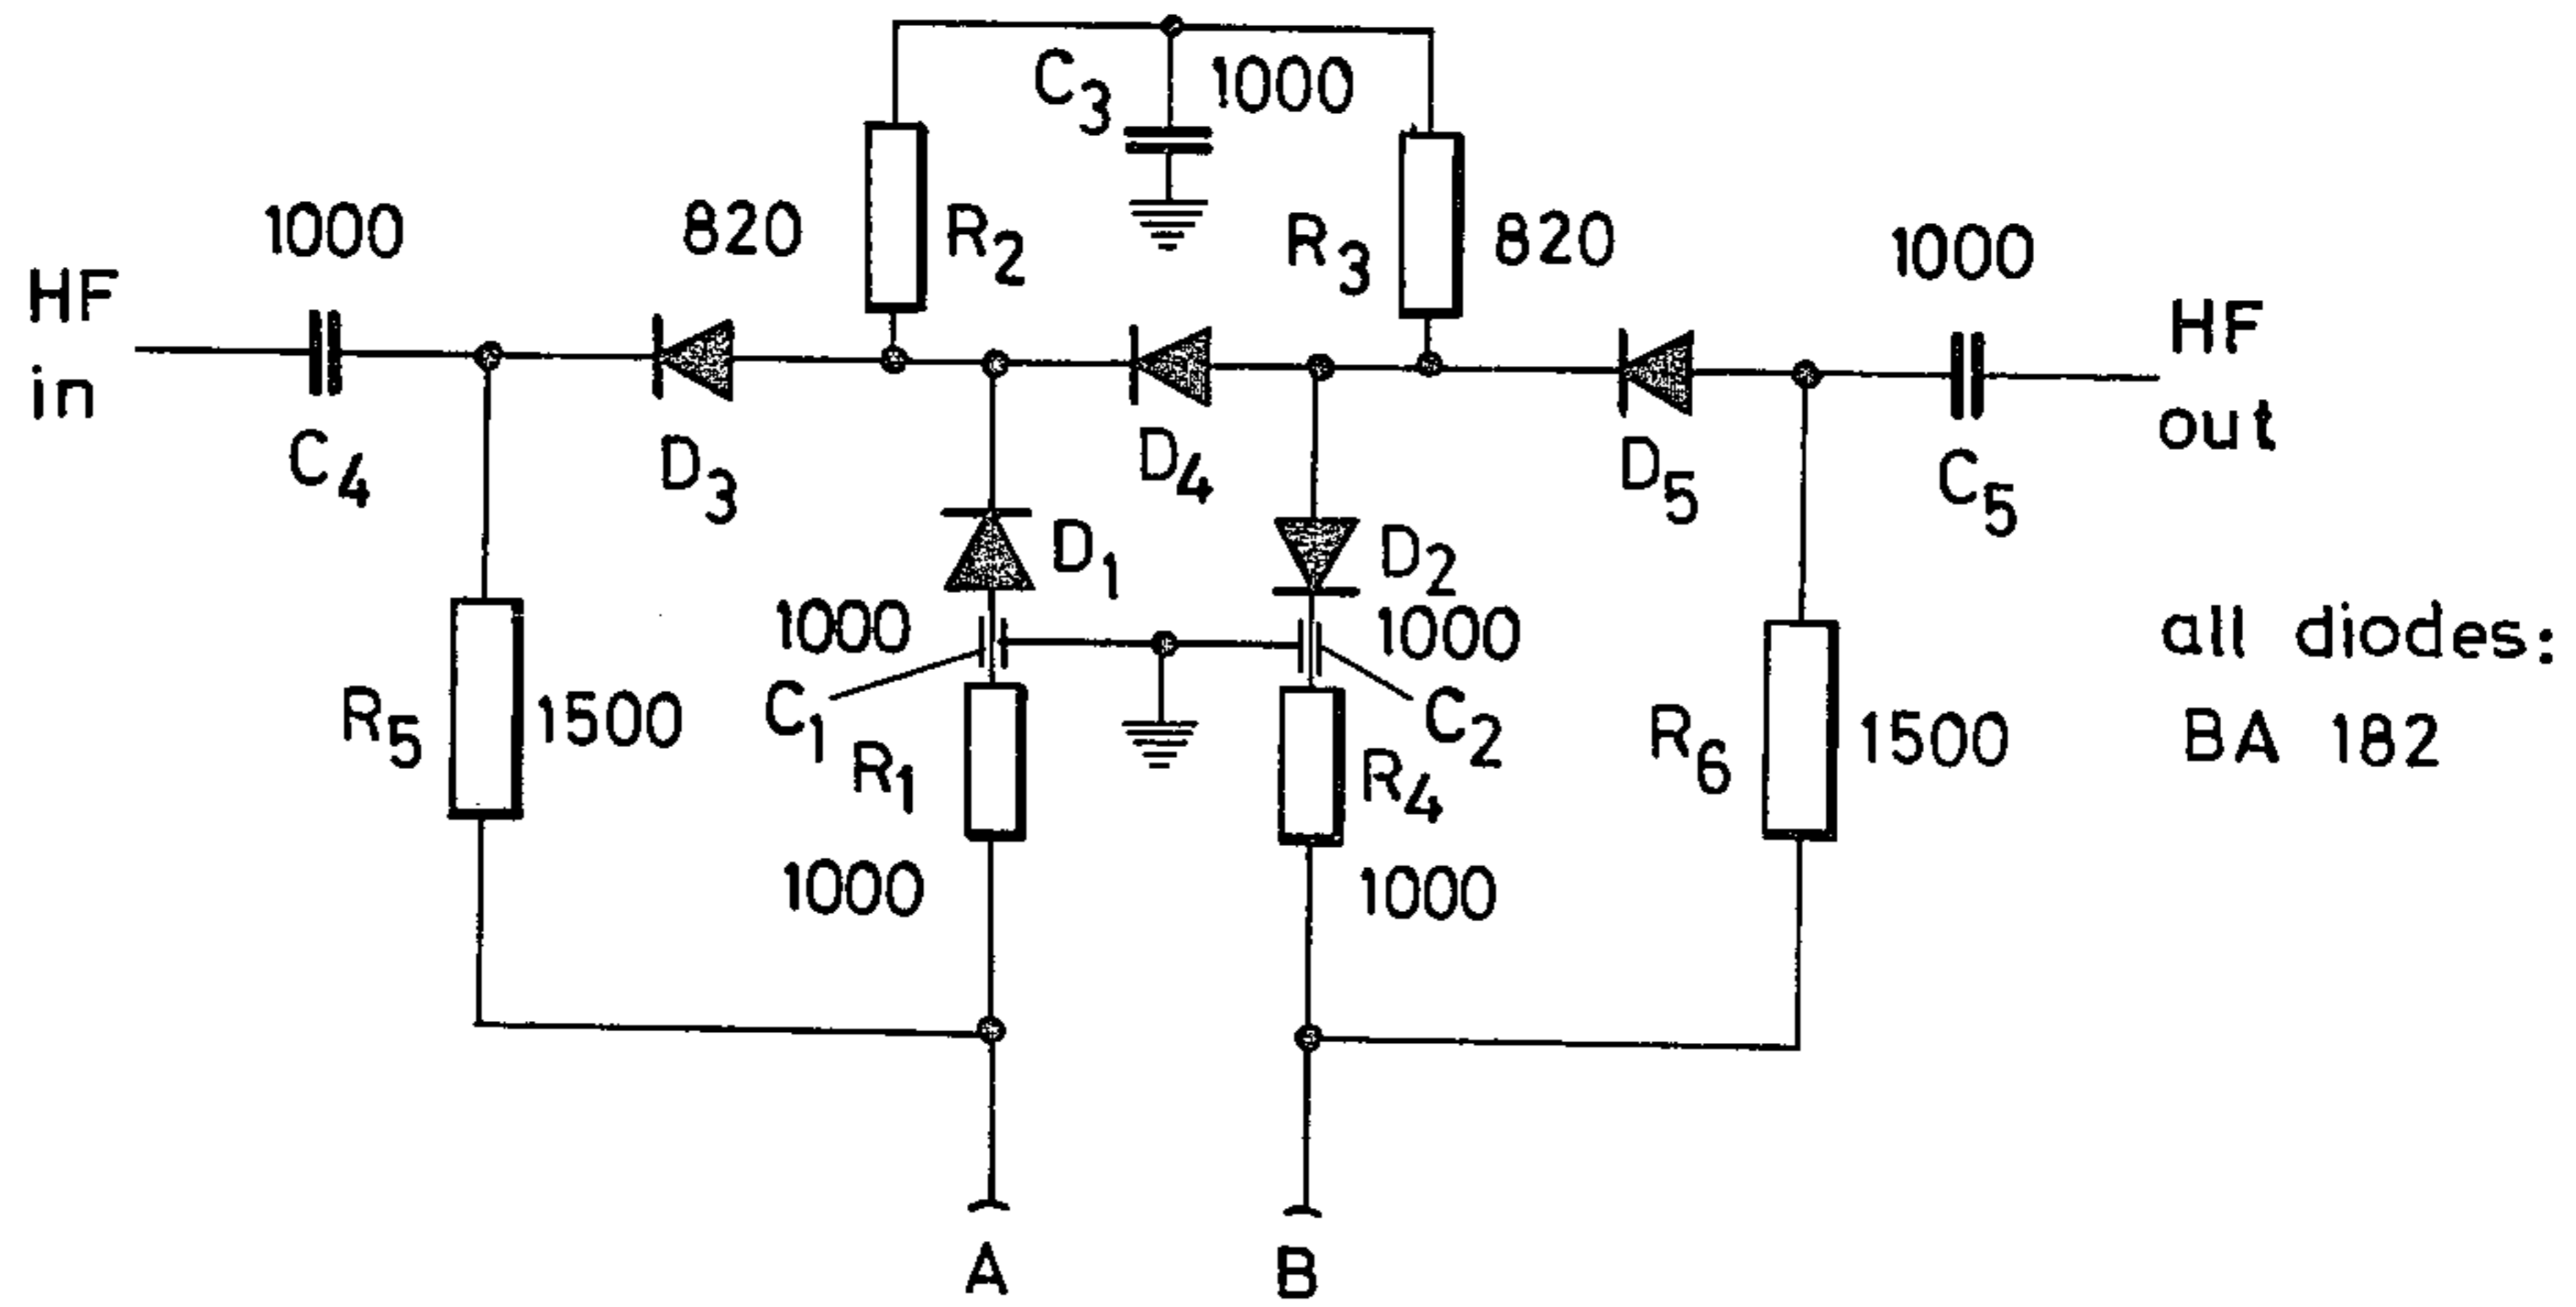 C3 1000
R2
820
R3
820
HF
in
1000
C4
D3
D4
D5
1000
C5
HF
out
D1
D2
1000
C1
1000
C2
R5
1500
R1
1000
R4
1000
R6
1500
all diodes:
BA 182
A
B